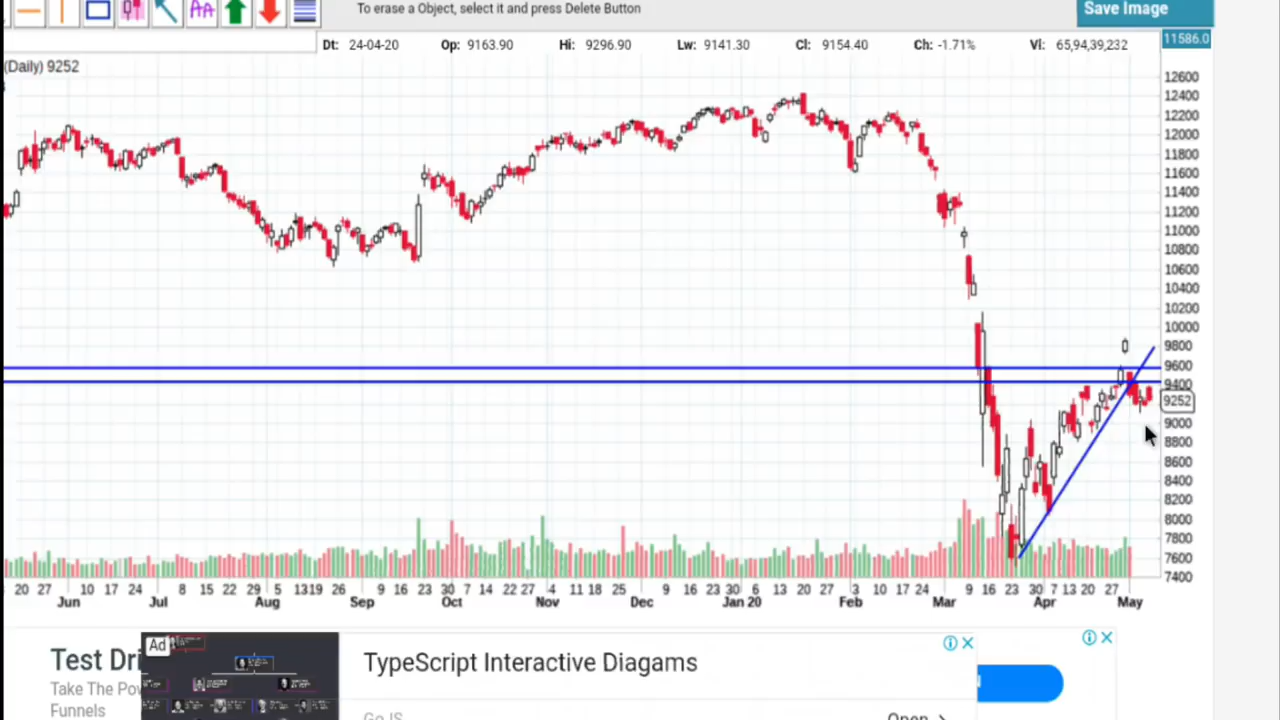 To erase a Object, select it and press Delete Button
Save Image
AA
Dt: 24-04-20 Op: 9163.90 Hi: 9296.90 Lw: 9141.30 Cl: 9154.40 Ch: -1.71% Vl: 65,94,39,232
11586.0
(Daily) 9252
12600
12400
12200
12000
11800
11600
11400
11200
11000
10800
10600
10400
10200
10000
9800
9600
9400
9252
9000
8800
8600
8400
8200
8000
7800
7600
7400
20 27 10 17 24 8 15 22 29 5 1319 26 9 16 23 30 7 14 22 27 4 11 18 25 9 16 23 30 6 13 20 27 3 10 17 24 9 16 23 30 7 13 20 27
Jun Jul Aug Sep Oct Nov Dec Jan 20 Feb Mar Apr May
Test Dri
Take The Pov
Funnels
Ad
TypeScript Interactive Diagams
GoJS
Open >